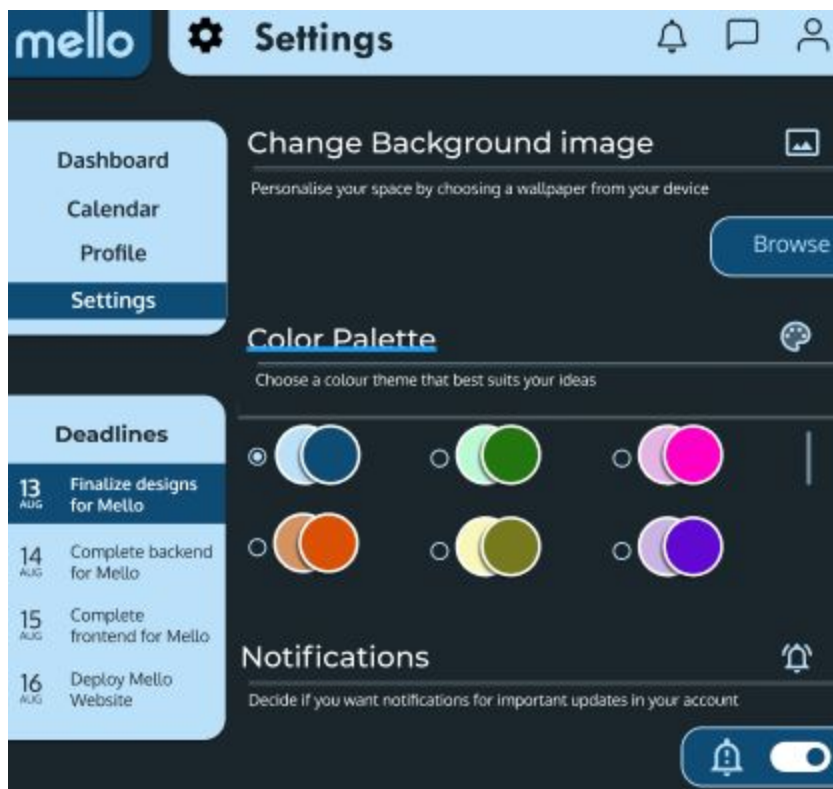 mello
Settings
Dashboard
Calendar
Profile
Settings
Change Background image
Personalise your space by choosing a wallpaper from your device
Browse
Color Palette
Choose a colour theme that best suits your ideas
Deadlines
13
AUG
Finalize designs
for Mello
14
AUG
Complete backend
for Mello
15
AUG
Complete
frontend for Mello
16
AUG
Deploy Mello
Website
Notifications
Decide if you want notifications for important updates in your account